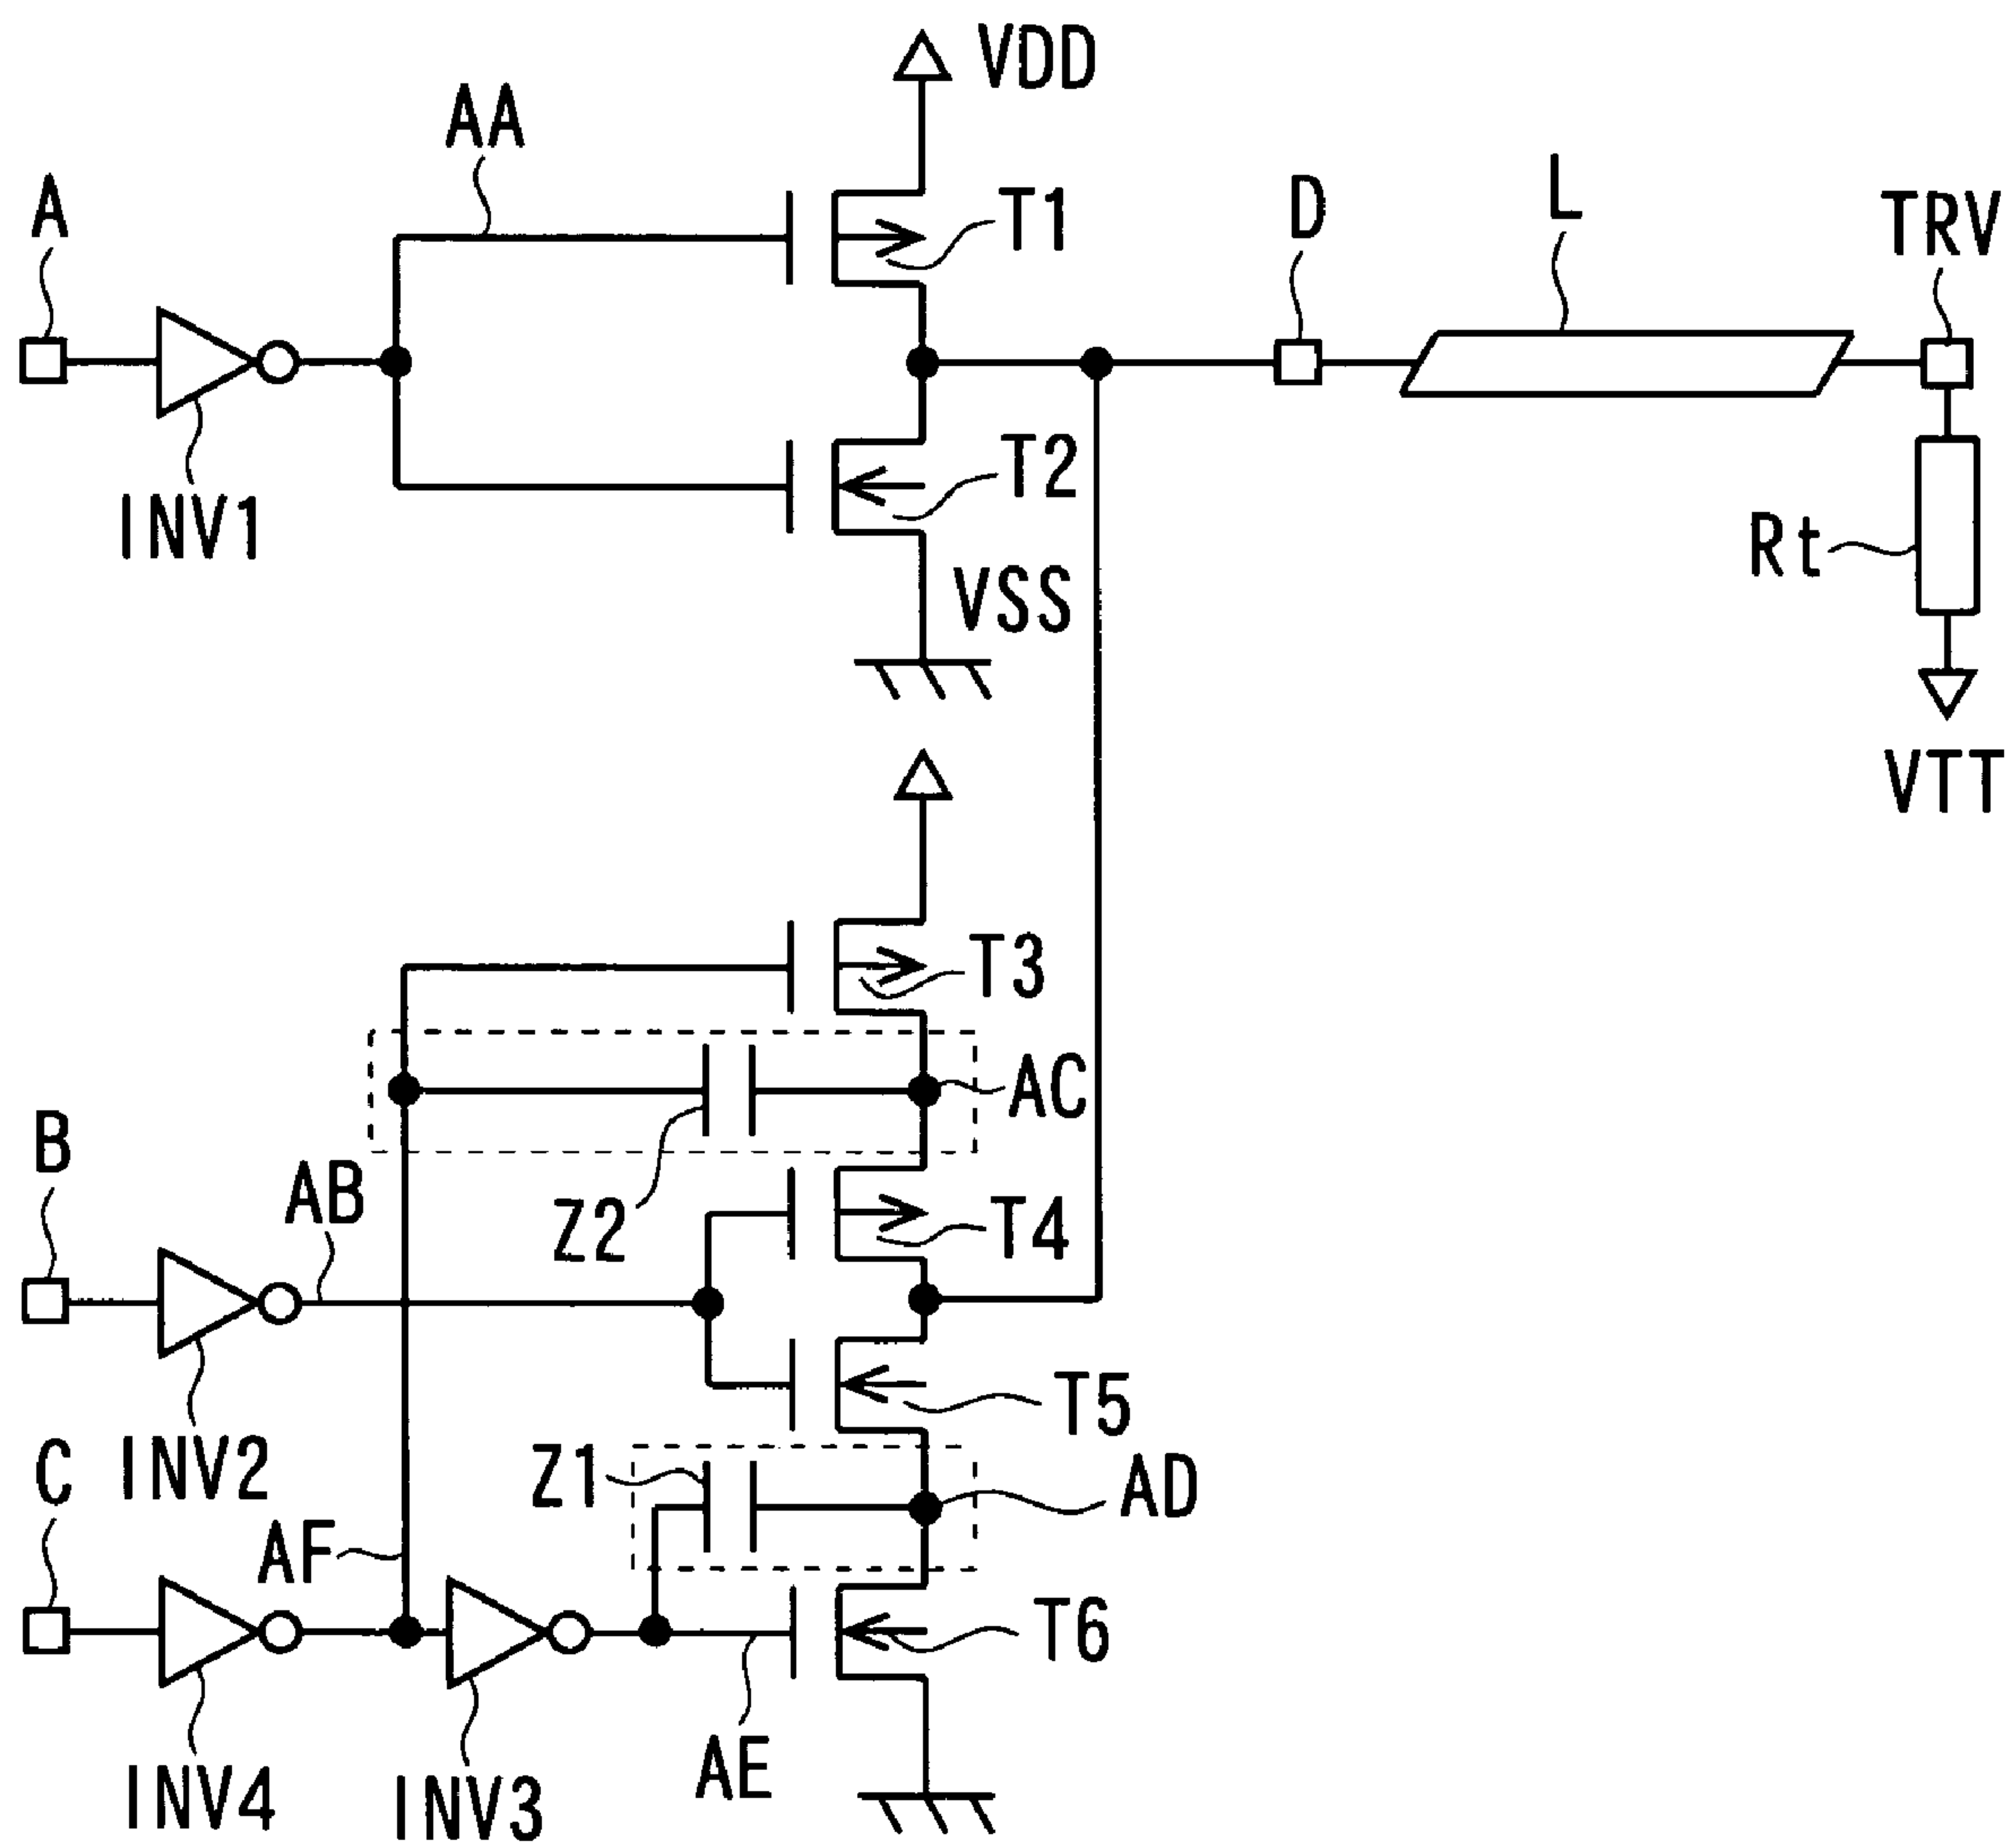 VDD
AA
A
T1
D
L
TRV
INV1
T2
VSS
Rt
VTT
T3
AC
B
AB
Z2
T4
INV2
T5
C
Z1
AD
AF
T6
AE
INV4
INV3